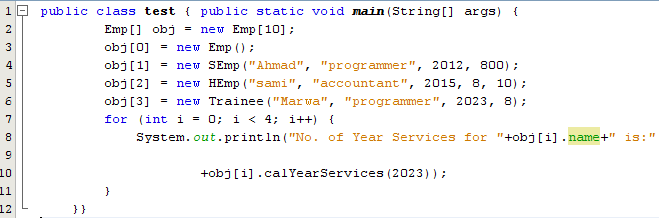 1 public class test { public static void main(String[] args) {
2 Emp[] obj = new Emp[10];
3 obj[0] = new Emp();
4 obj[1] = new SEmp("Ahmad", "programmer", 2012, 800);
5 obj[2] = new HEmp("sami", "accountant", 2015, 8, 10);
6 obj[3] = new Trainee("Marwa", "programmer", 2023, 8);
7 for (int i = 0; i < 4; i++) {
8 System.out.println("No. of Year Services for "+obj[i].name+" is:"
9
10 +obj[i].calYearServices(2023));
11 }
12 }}